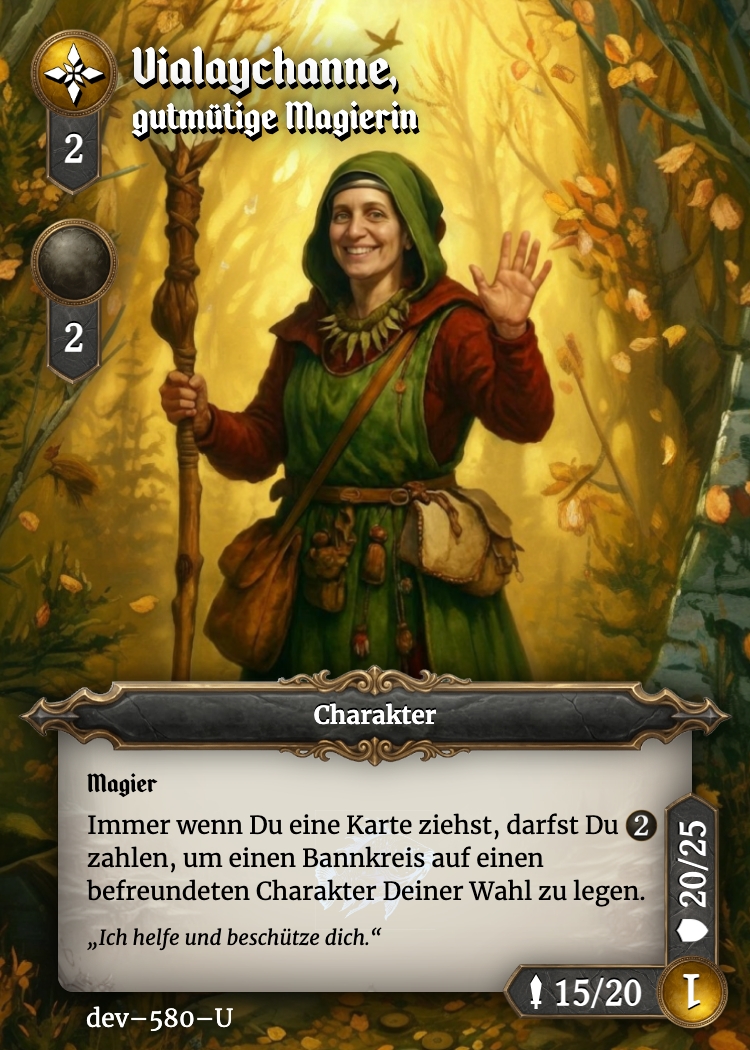 Vialaychanne,
gutmütige Magierin
2
2
Charakter
Magier
Immer wenn Du eine Karte ziehst, darfst Du 2
zahlen, um einen Bannkreis auf einen
befreundeten Charakter Deiner Wahl zu legen.
„Ich helfe und beschütze dich.“
20/25
15/20
1
dev–580–U